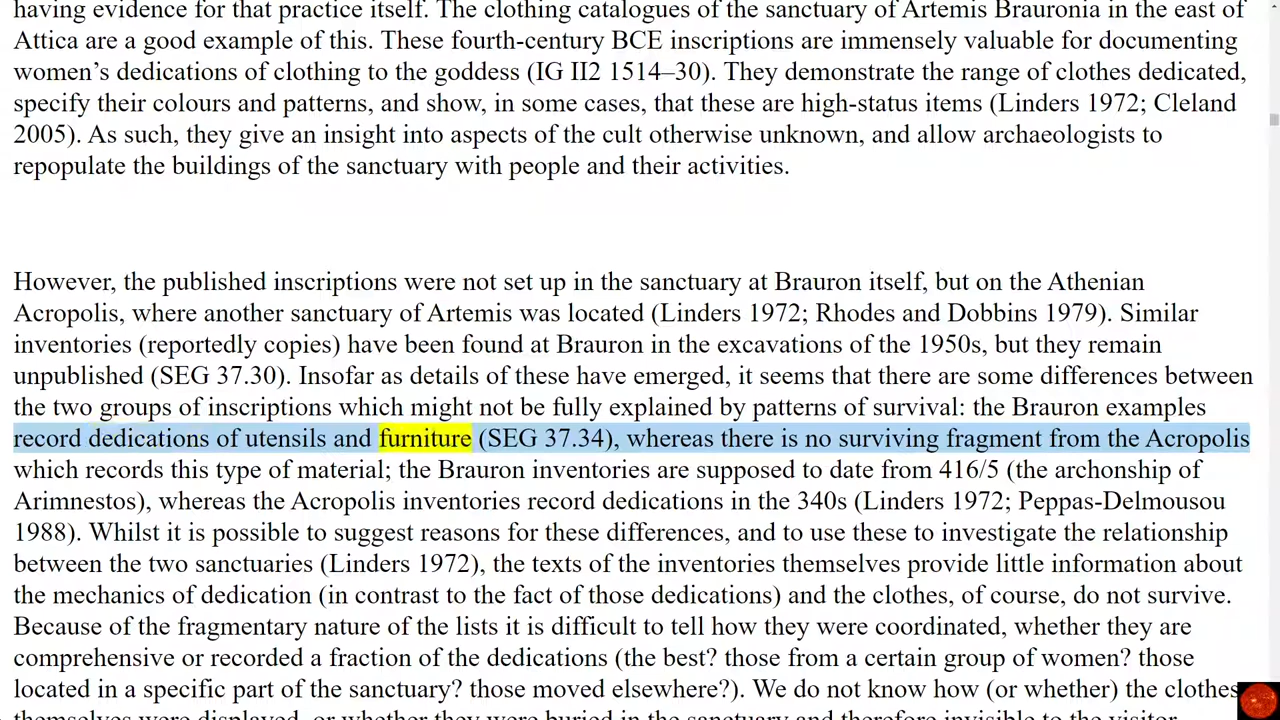 having evidence for that practice itself. The clothing catalogues of the sanctuary of Artemis Brauronia in the east of
Attica are a good example of this. These fourth-century BCE inscriptions are immensely valuable for documenting
women’s dedications of clothing to the goddess (IG II2 1514–30). They demonstrate the range of clothes dedicated,
specify their colours and patterns, and show, in some cases, that these are high-status items (Linders 1972; Cleland
2005). As such, they give an insight into aspects of the cult otherwise unknown, and allow archaeologists to
repopulate the buildings of the sanctuary with people and their activities.
However, the published inscriptions were not set up in the sanctuary at Brauron itself, but on the Athenian
Acropolis, where another sanctuary of Artemis was located (Linders 1972; Rhodes and Dobbins 1979). Similar
inventories (reportedly copies) have been found at Brauron in the excavations of the 1950s, but they remain
unpublished (SEG 37.30). Insofar as details of these have emerged, it seems that there are some differences between
the two groups of inscriptions which might not be fully explained by patterns of survival: the Brauron examples
record dedications of utensils and furniture (SEG 37.34), whereas there is no surviving fragment from the Acropolis
which records this type of material; the Brauron inventories are supposed to date from 416/5 (the archonship of
Arimnestos), whereas the Acropolis inventories record dedications in the 340s (Linders 1972; Peppas-Delmousou
1988). Whilst it is possible to suggest reasons for these differences, and to use these to investigate the relationship
between the two sanctuaries (Linders 1972), the texts of the inventories themselves provide little information about
the mechanics of dedication (in contrast to the fact of those dedications) and the clothes, of course, do not survive.
Because of the fragmentary nature of the lists it is difficult to tell how they were coordinated, whether they are
comprehensive or recorded a fraction of the dedications (the best? those from a certain group of women? those
located in a specific part of the sanctuary? those moved elsewhere?). We do not know how (or whether) the clothes
themselves were displayed, or whether they were buried in the sanctuary and therefore invisible to the visitor